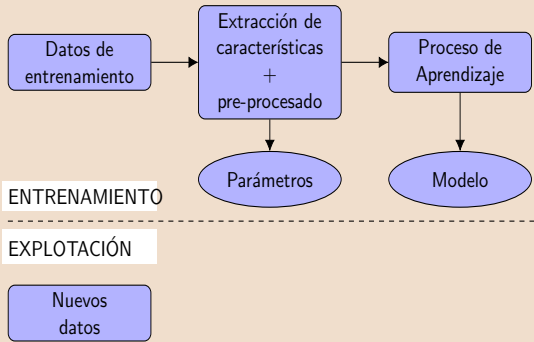 Datos de
entrenamiento
Extracción de
características
+
pre-procesado
Proceso de
Aprendizaje
Parámetros
Modelo
ENTRENAMIENTO
EXPLOTACIÓN
Nuevos
datos